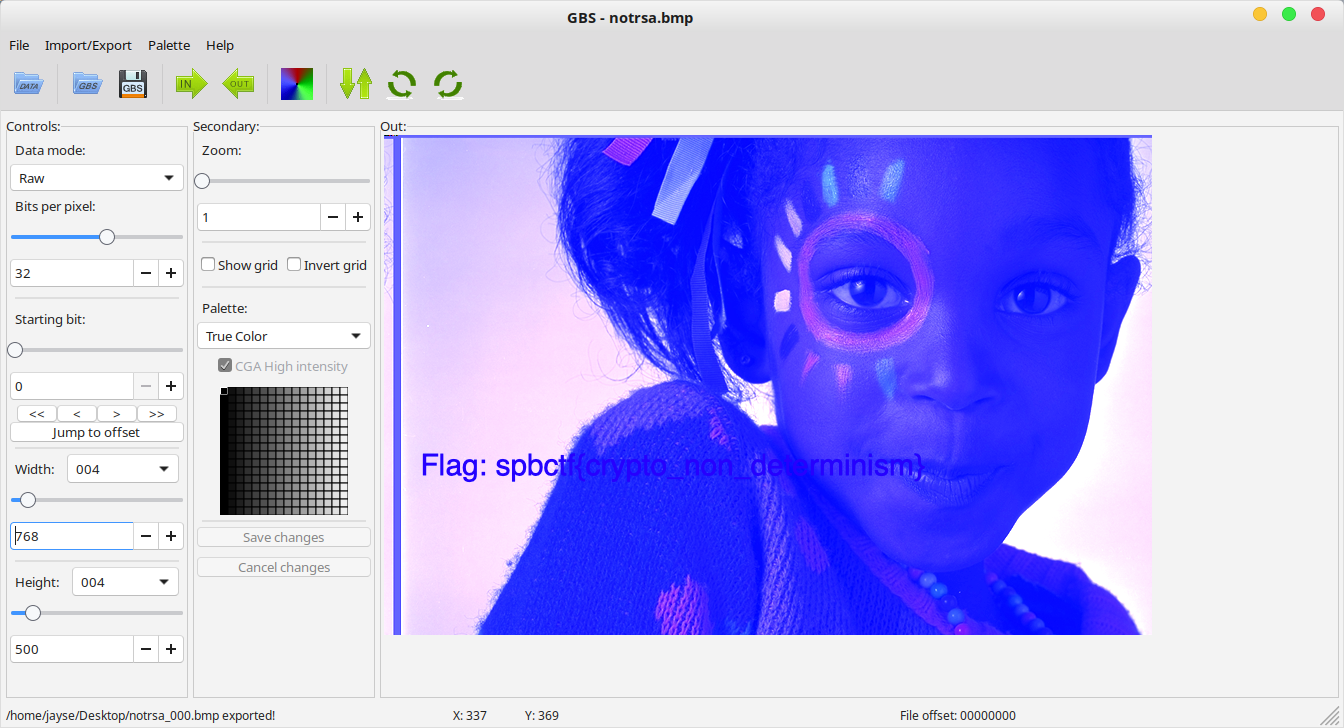 GBS - notrsa.bmp
File Import/Export Palette Help
DATA GBS GBS IN OUT
Controls: Secondary: Out:
Data mode: Zoom:
Raw
Bits per pixel:
1
32
Show grid Invert grid
Starting bit: Palette:
True Color
CGA High intensity
0
<< < > >>
Jump to offset
Width: 004
Flag: spbctf{crypto_non_determinism}
768 Save changes
Cancel changes
Height: 004
500
/home/jayse/Desktop/notrsa_000.bmp exported! X: 337 Y: 369 File offset: 00000000